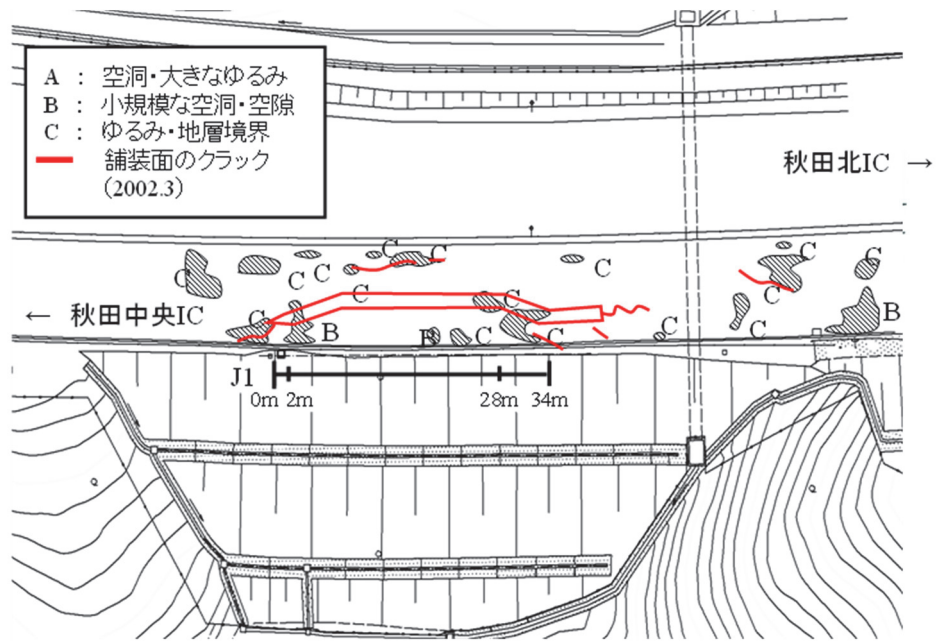 A : 空洞・大きなゆるみ
B : 小規模な空洞・空隙
C : ゆるみ・地層境界
舗装面のクラック
(2002.3)
秋田北IC →
C C
C C C C C C
C C C
← 秋田中央IC
C B C C C C B
J1
0m 2m 28m 34m